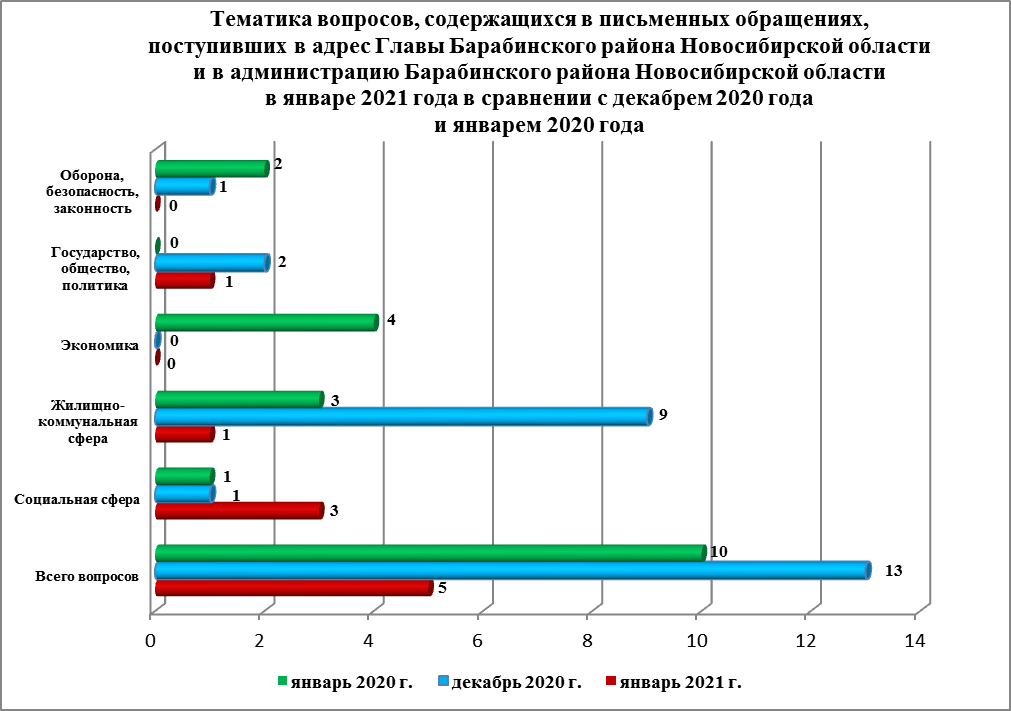 Тематика вопросов, содержащихся в письменных обращениях,
поступивших в адрес Главы Барабинского района Новосибирской области
и в администрацию Барабинского района Новосибирской области
в январе 2021 года в сравнении с декабрем 2020 года
и январем 2020 года
Оборона,
безопасность,
законность
2
1
0
Государство,
общество,
политика
0
2
1
Экономика
4
0
0
Жилищно-
коммунальная
сфера
3
9
1
Социальная сфера
1
1
3
Всего вопросов
10
13
5
0 2 4 6 8 10 12 14
январь 2020 г. декабрь 2020 г. январь 2021 г.